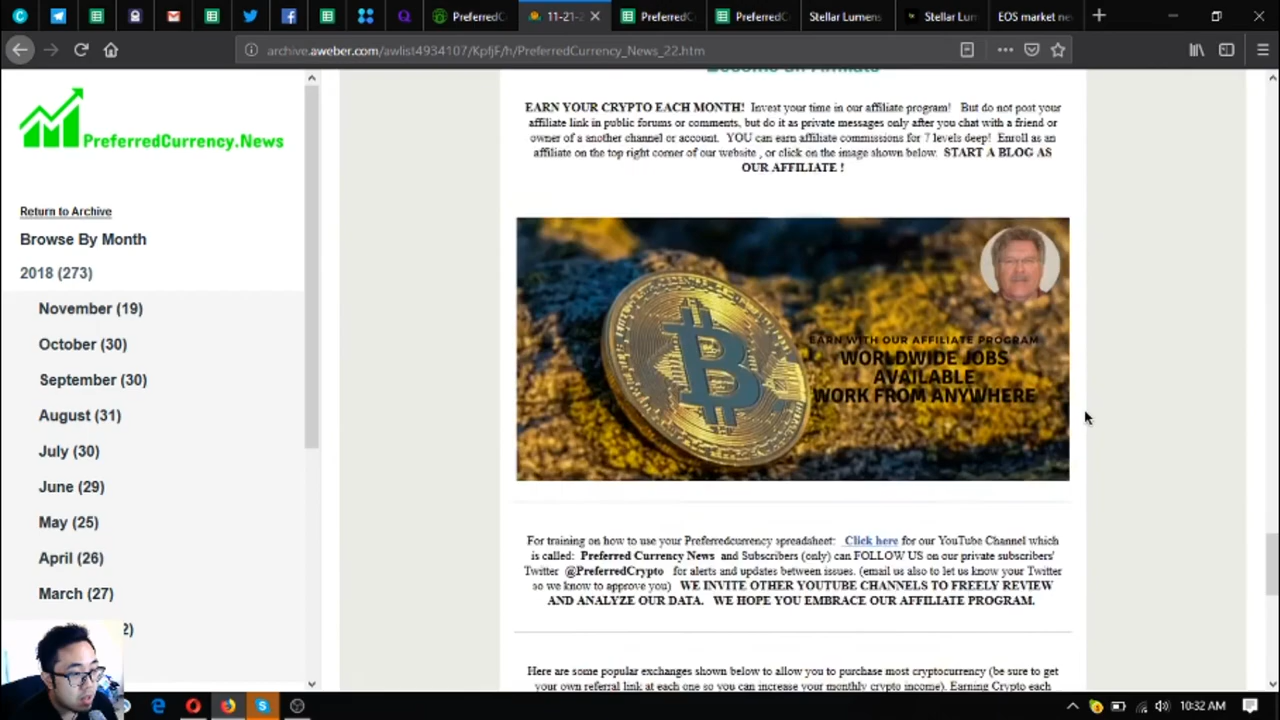 PreferredC
11-21-2
PreferredC
PreferredC
Stellar Lumens
Stellar Lum
EOS market ne
archive.aweber.com/awlist4934107/KpfjF/h/PreferredCurrency_News_22.htm
PreferredCurrency.News
Return to Archive
Browse By Month
2018 (273)
November (19)
October (30)
September (30)
August (31)
July (30)
June (29)
May (25)
April (26)
March (27)
2)
Become an Affiliate
EARN YOUR CRYPTO EACH MONTH! Invest your time in our affiliate program! But do not post your
affiliate link in public forums or comments, but do it as private messages only after you chat with a friend or
owner of a another channel or account. YOU can earn affiliate commissions for 7 levels deep! Enroll as an
affiliate on the top right corner of our website , or click on the image shown below. START A BLOG AS
OUR AFFILIATE !
EARN WITH OUR AFFILIATE PROGRAM
WORLDWIDE JOBS
AVAILABLE
WORK FROM ANYWHERE
For training on how to use your Preferredcurrency spreadsheet: Click here for our YouTube Channel which
is called: Preferred Currency News and Subscribers (only) can FOLLOW US on our private subscribers'
Twitter @PreferredCrypto for alerts and updates between issues. (email us also to let us know your Twitter
so we know to approve you) WE INVITE OTHER YOUTUBE CHANNELS TO FREELY REVIEW
AND ANALYZE OUR DATA. WE HOPE YOU EMBRACE OUR AFFILIATE PROGRAM.
Here are some popular exchanges shown below to allow you to purchase most cryptocurrency (be sure to get
your own referral link at each one so you can increase your monthly crypto income). Earning Crypto each
10:32 AM